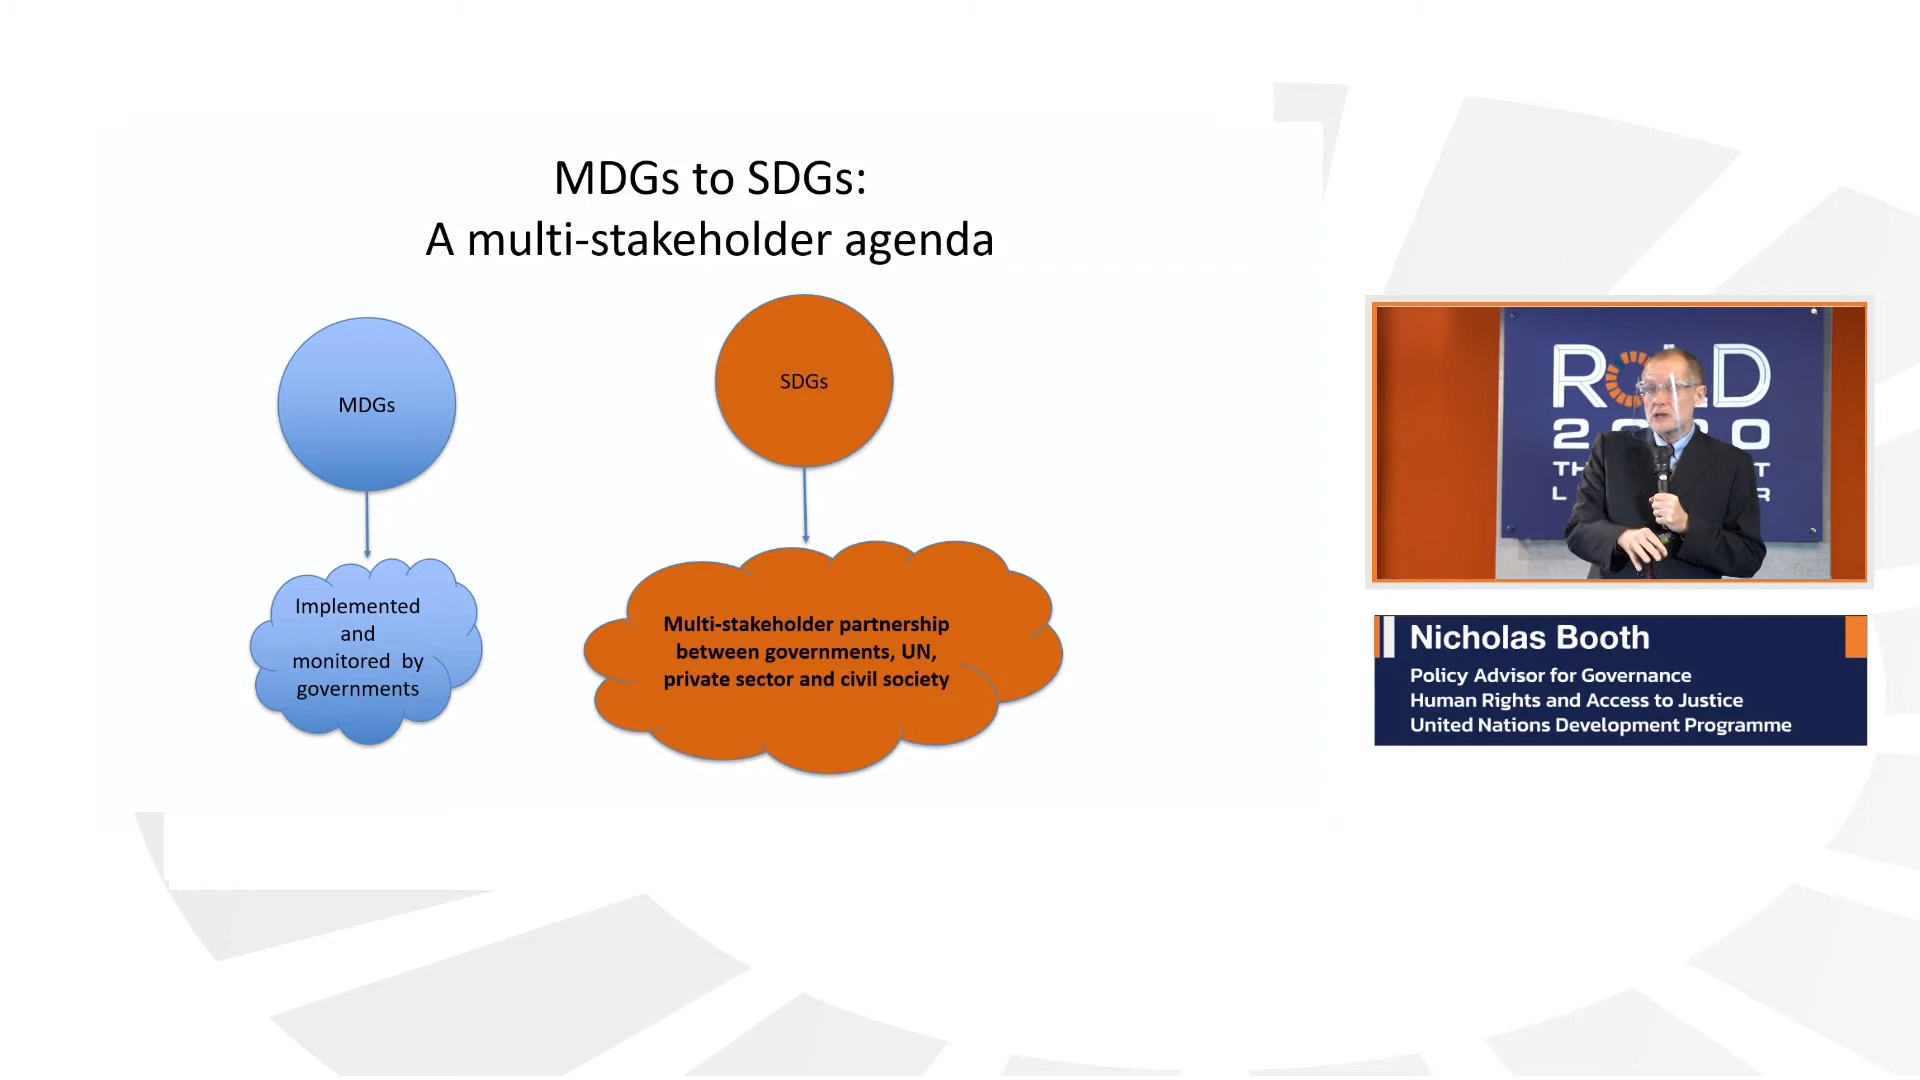 MDGs to SDGs:
A multi-stakeholder agenda
MDGs
SDGs
Implemented
and
monitored by
governments
Multi-stakeholder partnership
between governments, UN,
private sector and civil society
Nicholas Booth
Policy Advisor for Governance
Human Rights and Access to Justice
United Nations Development Programme